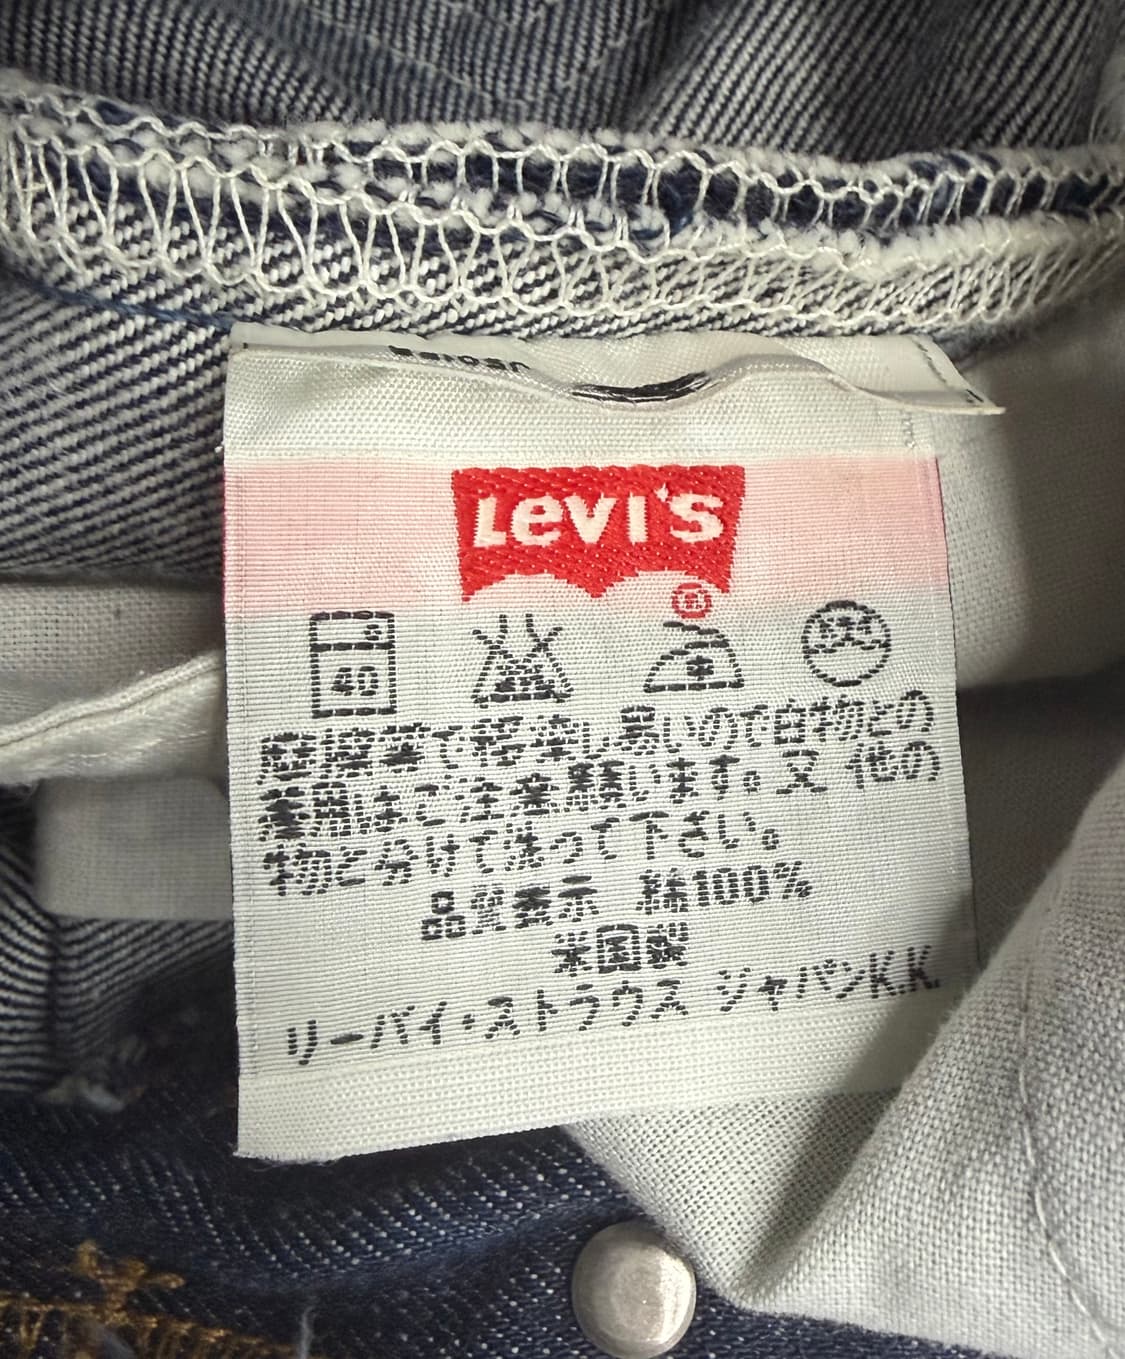 LEVI'S
®
40 中
摩擦等で移染し易いので白物との
着用はご注意願います。又 他の
物と分けて洗って下さい。
品質表示 綿100%
米国製
リーバイ・ストラウス ジャパンK.K.